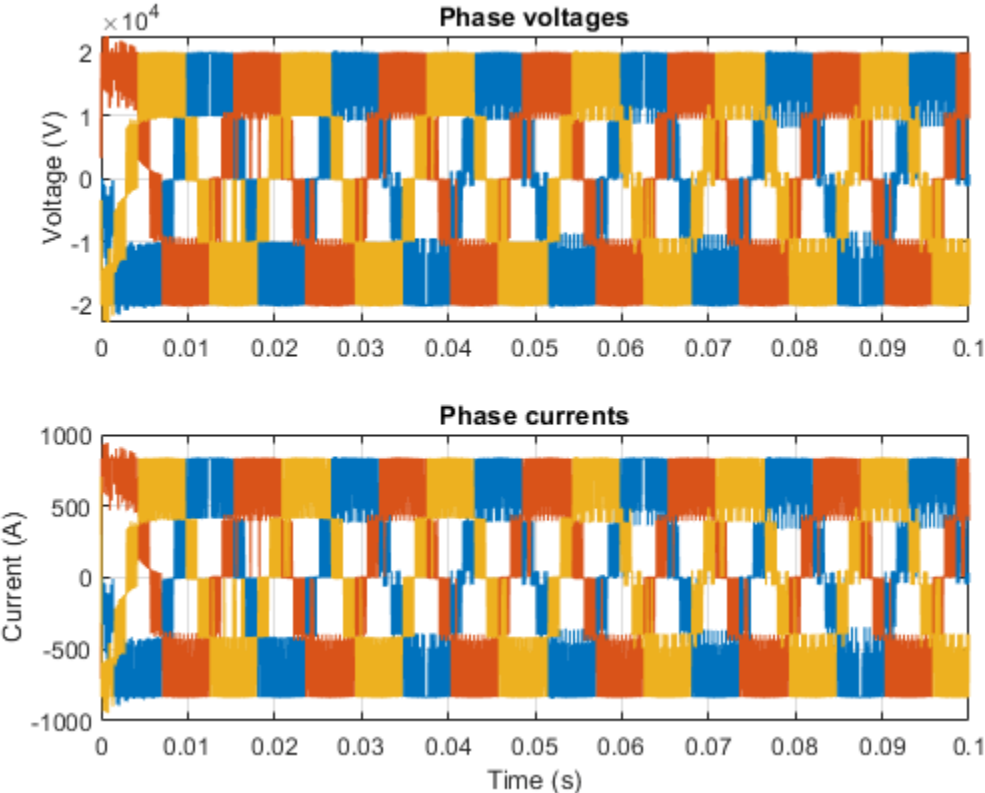 ×10⁴
Phase voltages
Voltage (V)
2
1
0
-1
-2
0 0.01 0.02 0.03 0.04 0.05 0.06 0.07 0.08 0.09 0.1
Phase currents
Current (A)
1000
500
0
-500
-1000
0 0.01 0.02 0.03 0.04 0.05 0.06 0.07 0.08 0.09 0.1
Time (s)